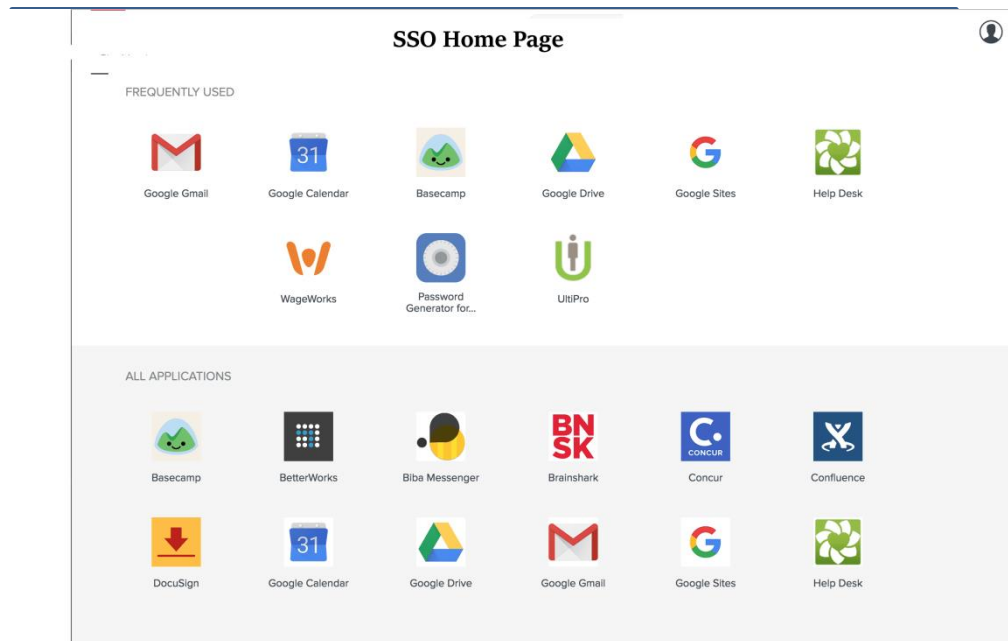 SSO Home Page
FREQUENTLY USED
Google Gmail
31
Google Calendar
Basecamp
Google Drive
Google Sites
Help Desk
WageWorks
Password
Generator for...
UltiPro
ALL APPLICATIONS
Basecamp
BetterWorks
Biba Messenger
BN
SK
Brainshark
C.
CONCUR
Concur
Confluence
DocuSign
31
Google Calendar
Google Drive
Google Gmail
Google Sites
Help Desk